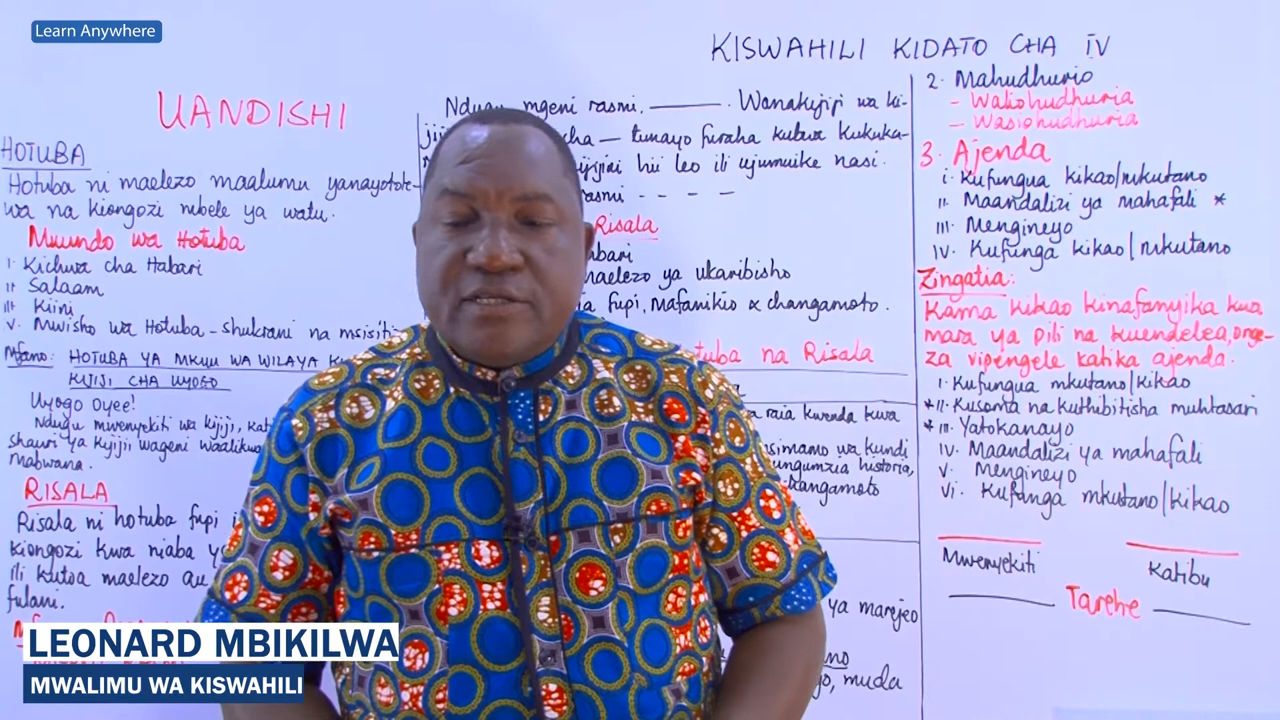 Learn Anywhere
KISWAHILI KIDATO CHA IV
UANDISHI
HOTUBA
Hotuba ni maelezo maalumu yanayotole-
wa na kiongozi mbele ya watu.
Muundo wa Hotuba
i. Kichwa cha Habari
ii. Salaam
iii. Kiini
v. Mwisho wa Hotuba - shukrani na
Mfano: HOTUBA YA MKUU WA WILAYA
KIJIJI CHA UYOGO
Uyogo Oyee!
Ndugu mwenyekiti wa kijiji,
shauri ya kijiji wageni waalikwa
Mabwana.
RISALA
Risala ni hotuba fupi
kiongozi kwa niaba
ili kutoa maelezo au
fulani.
Ndugu mgeni rasmi. ———. Wanakijiji wa ki-
tunayo furaha kubwa kukuka-
hii leo ili ujumuike nasi.
rasmi - - - -
Risala
maelezo ya ukaribisho
fupi, mafanikio & changamoto.
na Risala
raia kwenda kwa
msimamo wa kundi
historia,
changamoto
ya marejeo
muda
2. Mahudhurio
- Waliohudhuria
- Wasiohudhuria
3. Ajenda
i. Kufungua kikao/mkutano
ii. Maandalizi ya mahafali *
iii. Mengineyo
iv. Kufunga kikao/mkutano
Zingatia:
Kama kikao kinafanyika kwa
mara ya pili na kuendelea, onge-
za vipengele katika ajenda.
i. Kufungua mkutano/kikao
*ii. Kusoma na kuthibitisha muhtasari
*iii. Yatokanayo
iv. Maandalizi ya mahafali
v. Mengineyo
vi. Kufunga mkutano/kikao
Mwenyekiti
Katibu
Tarehe
LEONARD MBIKILWA
MWALIMU WA KISWAHILI